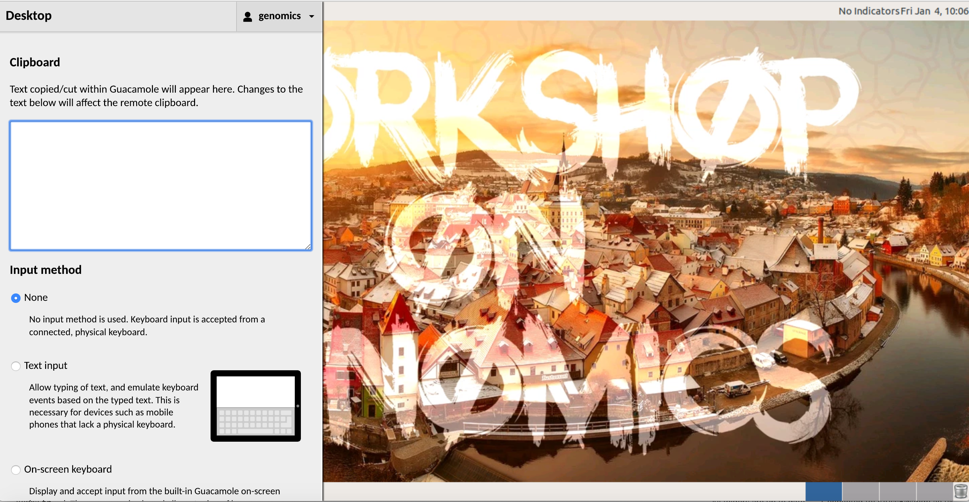 Desktop
genomics
Clipboard
Text copied/cut within Guacamole will appear here. Changes to the
text below will affect the remote clipboard.
Input method
None
No input method is used. Keyboard input is accepted from a
connected, physical keyboard.
Text input
Allow typing of text, and emulate keyboard
events based on the typed text. This is
necessary for devices such as mobile
phones that lack a physical keyboard.
On-screen keyboard
Display and accept input from the built-in Guacamole on-screen
No Indicators Fri Jan 4, 10:06
ORKSHOP
ON
NOMICS